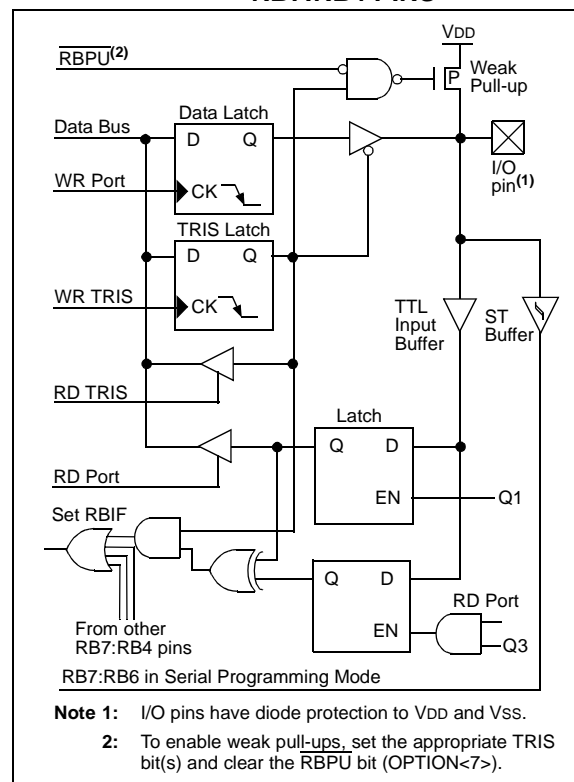 VDD
RBPU(2)
P
Weak
Pull-up
Data Latch
Data Bus
D
Q
WR Port
CK
I/O
pin(1)
TRIS Latch
D
Q
WR TRIS
CK
TTL
Input
Buffer
ST
Buffer
RD TRIS
Latch
Q
D
RD Port
EN
Q1
Set RBIF
Q
D
RD Port
EN
Q3
From other
RB7:RB4 pins
RB7:RB6 in Serial Programming Mode
Note 1: I/O pins have diode protection to VDD and VSS.
2: To enable weak pull-ups, set the appropriate TRIS
bit(s) and clear the RBPU bit (OPTION<7>).